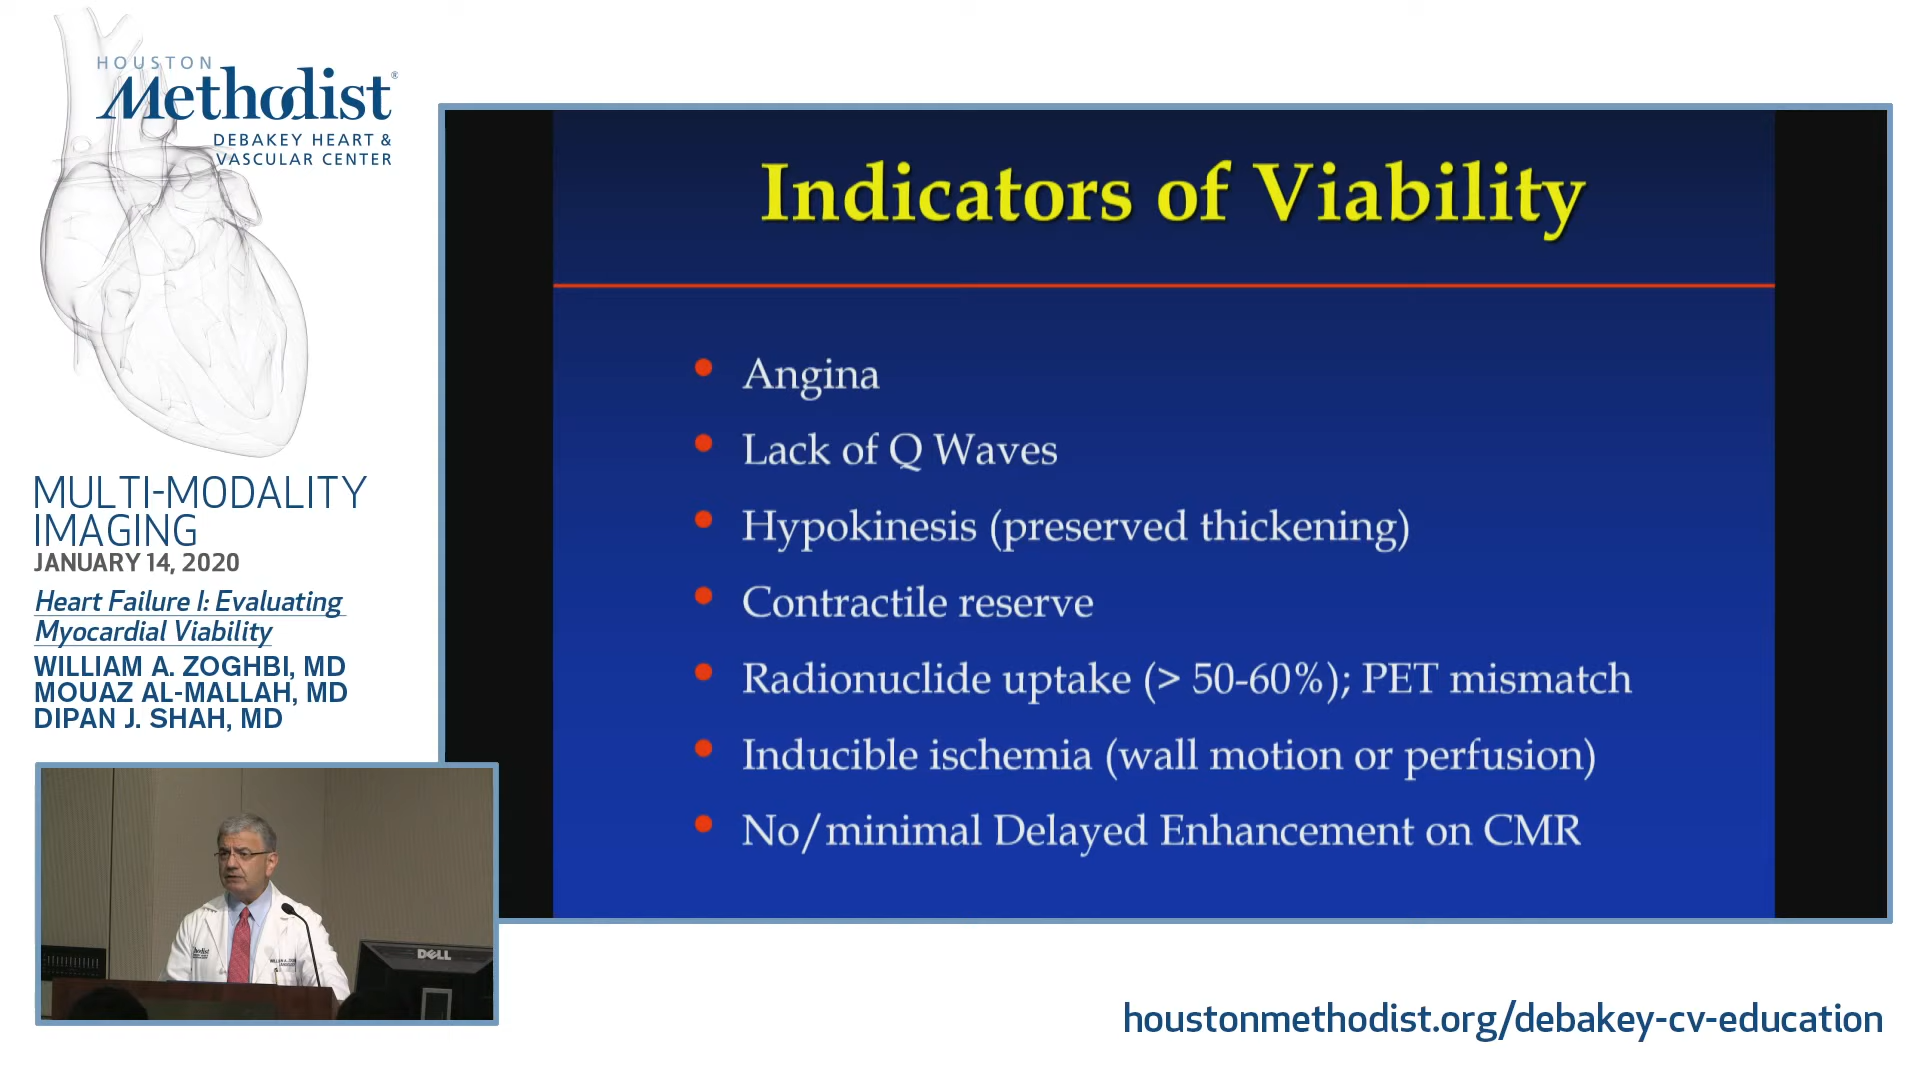 HOUSTON
Methodist®
DEBAKEY HEART &
VASCULAR CENTER
MULTI-MODALITY
IMAGING
JANUARY 14, 2020
Heart Failure I: Evaluating
Myocardial Viability
WILLIAM A. ZOGHBI, MD
MOUAZ AL-MALLAH, MD
DIPAN J. SHAH, MD
Indicators of Viability
• Angina
• Lack of Q Waves
• Hypokinesis (preserved thickening)
• Contractile reserve
• Radionuclide uptake (> 50-60%); PET mismatch
• Inducible ischemia (wall motion or perfusion)
• No/minimal Delayed Enhancement on CMR
DELL
houstonmethodist.org/debakey-cv-education